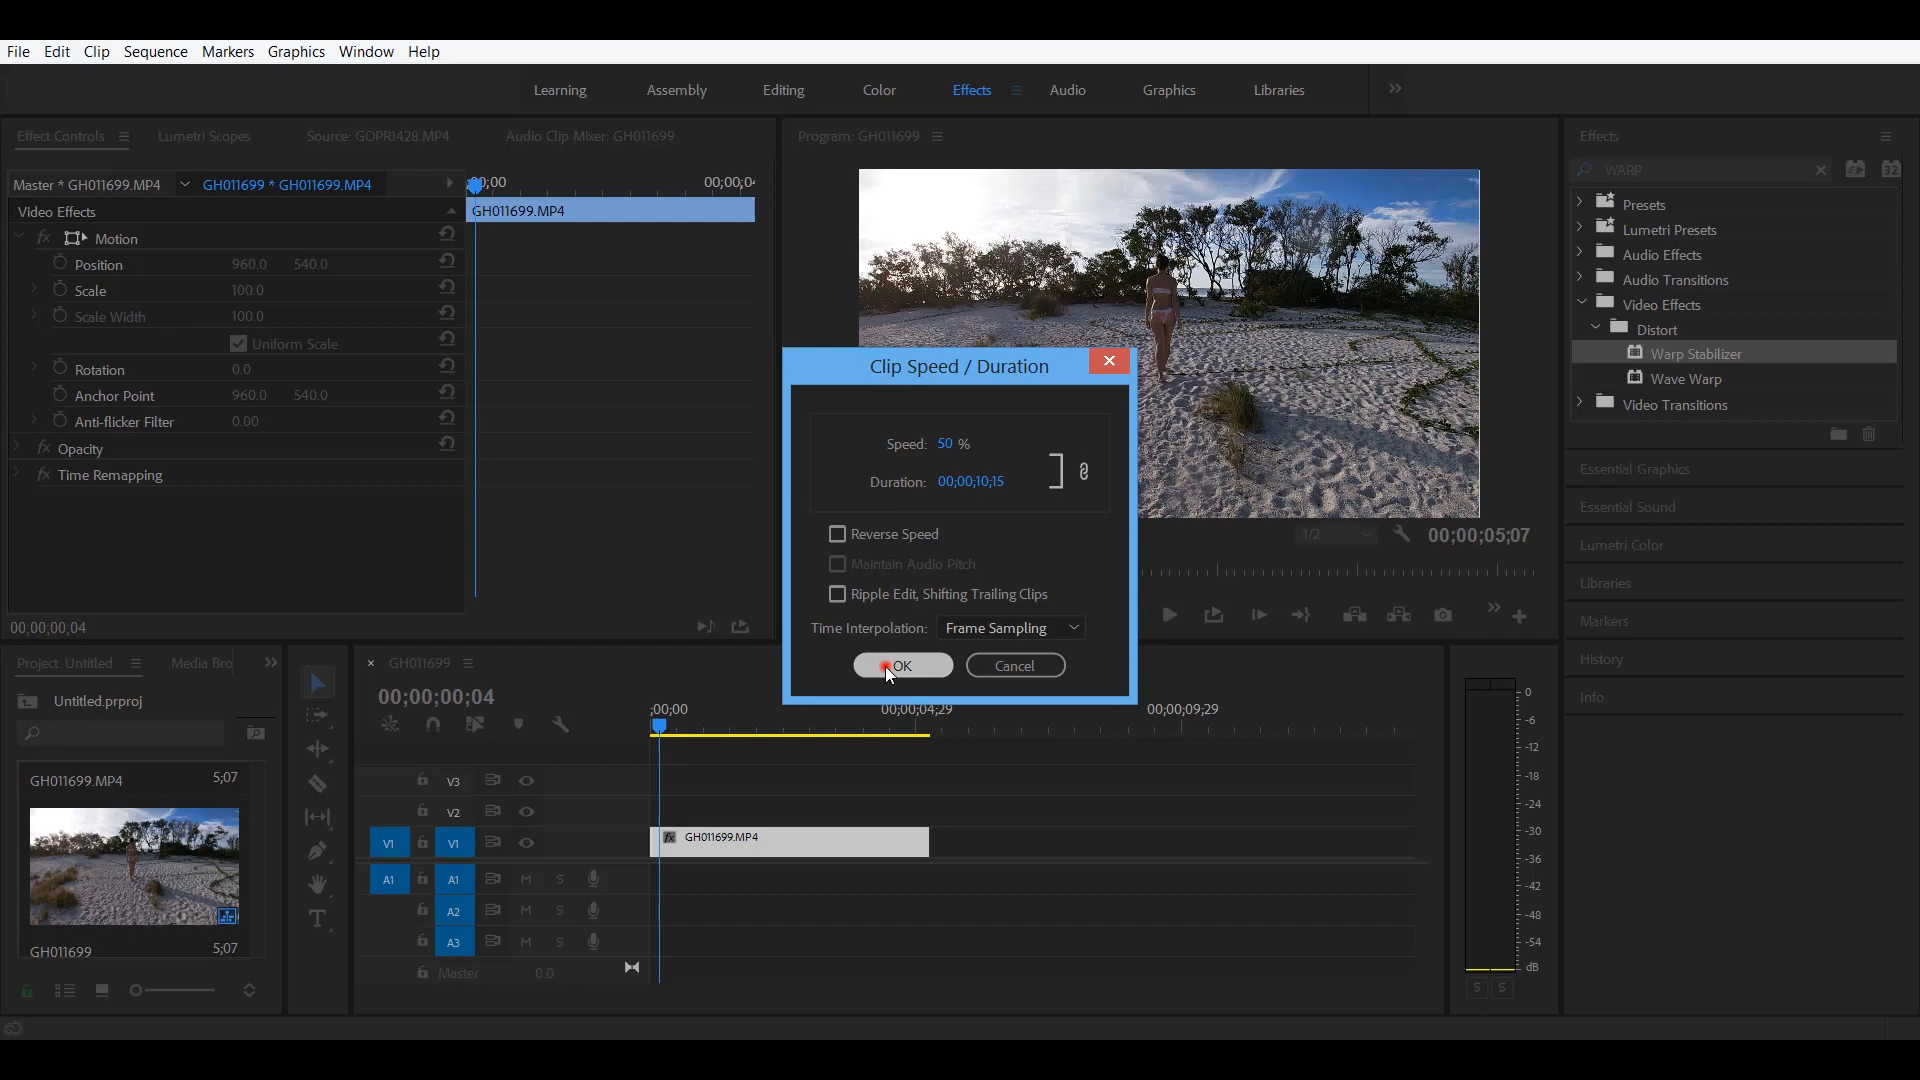 File Edit Clip Sequence Markers Graphics Window Help
Learning Assembly Editing Color Effects Audio Graphics Libraries
Effect Controls Lumetri Scopes Source: GOPR1428.MP4 Audio Clip Mixer: GH011699
Program: GH011699
Effects
WARP
32
Master * GH011699.MP4 GH011699 * GH011699.MP4
;00;00 00;00;04
Video Effects
GH011699.MP4
fx Motion
Position 960.0 540.0
Scale 100.0
Scale Width 100.0
Uniform Scale
Rotation 0.0
Anchor Point 960.0 540.0
Anti-flicker Filter 0.00
fx Opacity
fx Time Remapping
00;00;00;04
Presets
Lumetri Presets
Audio Effects
Audio Transitions
Video Effects
Distort
Warp Stabilizer
Wave Warp
Video Transitions
Essential Graphics
Essential Sound
Lumetri Color
Libraries
Markers
History
Info
Clip Speed / Duration
Speed: 50 %
Duration: 00;00;10;15
Reverse Speed
Maintain Audio Pitch
Ripple Edit, Shifting Trailing Clips
Time Interpolation: Frame Sampling
OK Cancel
1/2 00;00;05;07
Project: Untitled Media Bro
Untitled.prproj
GH011699.MP4 5;07
GH011699 5;07
GH011699
00;00;00;04
;00;00 00;00;04;29 00;00;09;29
V3
V2
V1 V1 fx GH011699.MP4
A1 A1 M S
A2 M S
A3 M S
Master 0.0
0
-6
-12
-18
-24
-30
-36
-42
-48
-54
dB
S S